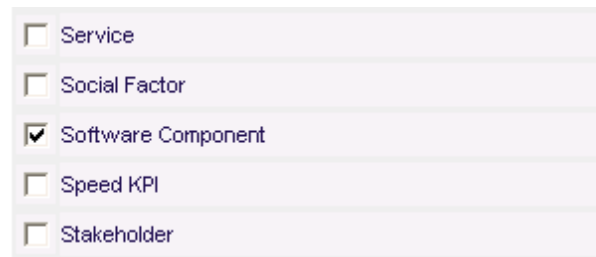 Service
Social Factor
Software Component
Speed KPI
Stakeholder